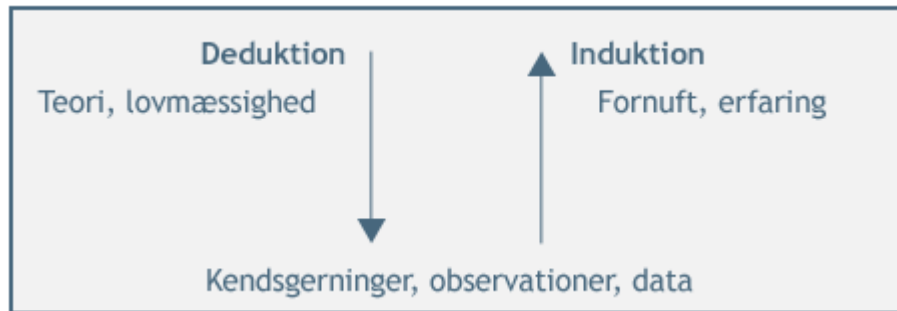 Deduktion
Induktion
Teori, lovmæssighed
Fornuft, erfaring
Kendsgerninger, observationer, data